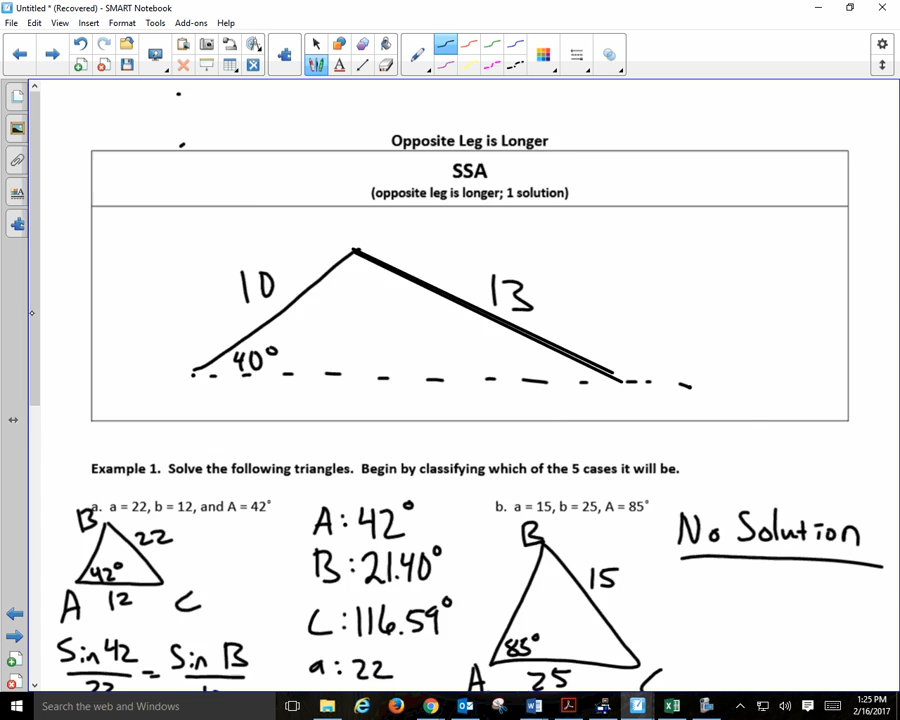 Untitled * (Recovered) - SMART Notebook
File Edit View Insert Format Tools Add-ons Help
Opposite Leg is Longer
SSA
(opposite leg is longer; 1 solution)
10
13
40°
Example 1. Solve the following triangles. Begin by classifying which of the 5 cases it will be.
a. a = 22, b = 12, and A = 42˚
b. a = 15, b = 25, A = 85˚
B
22
42°
A 12 C
Sin 42 = Sin B
22
A: 42°
B: 21.40°
C: 116.59°
a: 22
B
15
85°
A 25 C
No Solution
Search the web and Windows
1:25 PM
2/16/2017